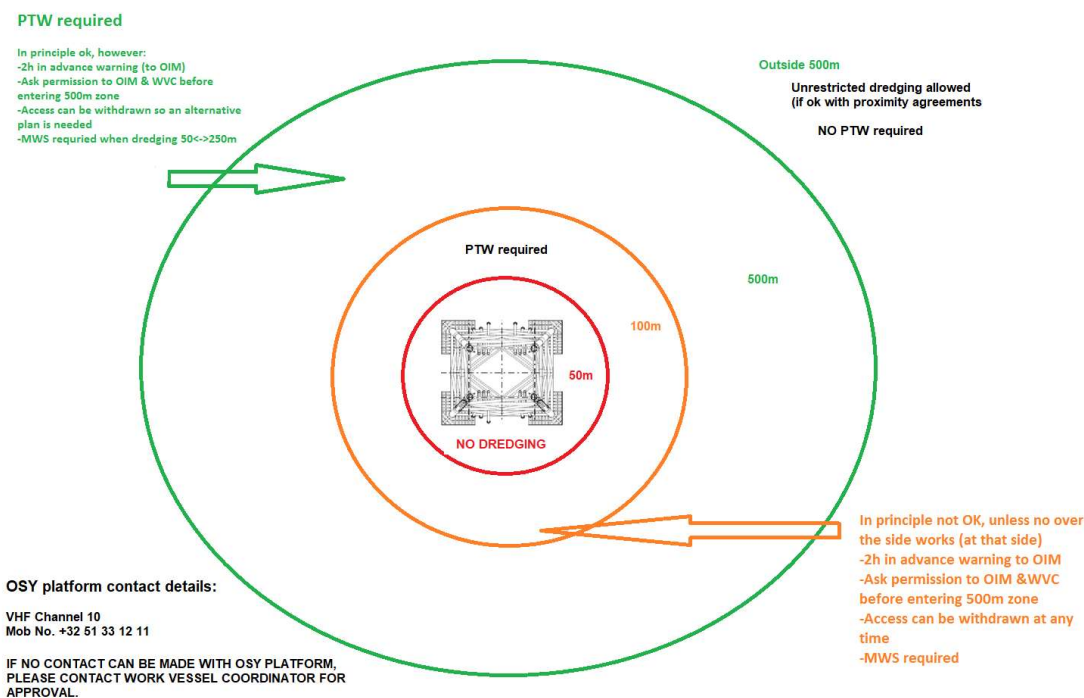 PTW required
In principle ok, however:
-2h in advance warning (to OIM)
-Ask permission to OIM & WVC before
entering 500m zone
-Access can be withdrawn so an alternative
plan is needed
-MWS requried when dredging 50<->250m
Outside 500m
Unrestricted dredging allowed
(if ok with proximity agreements
NO PTW required
PTW required
500m
100m
50m
NO DREDGING
In principle not OK, unless no over
the side works (at that side)
-2h in advance warning to OIM
-Ask permission to OIM &WVC
before entering 500m zone
-Access can be withdrawn at any
time
-MWS required
OSY platform contact details:
VHF Channel 10
Mob No. +32 51 33 12 11
IF NO CONTACT CAN BE MADE WITH OSY PLATFORM,
PLEASE CONTACT WORK VESSEL COORDINATOR FOR
APPROVAL.